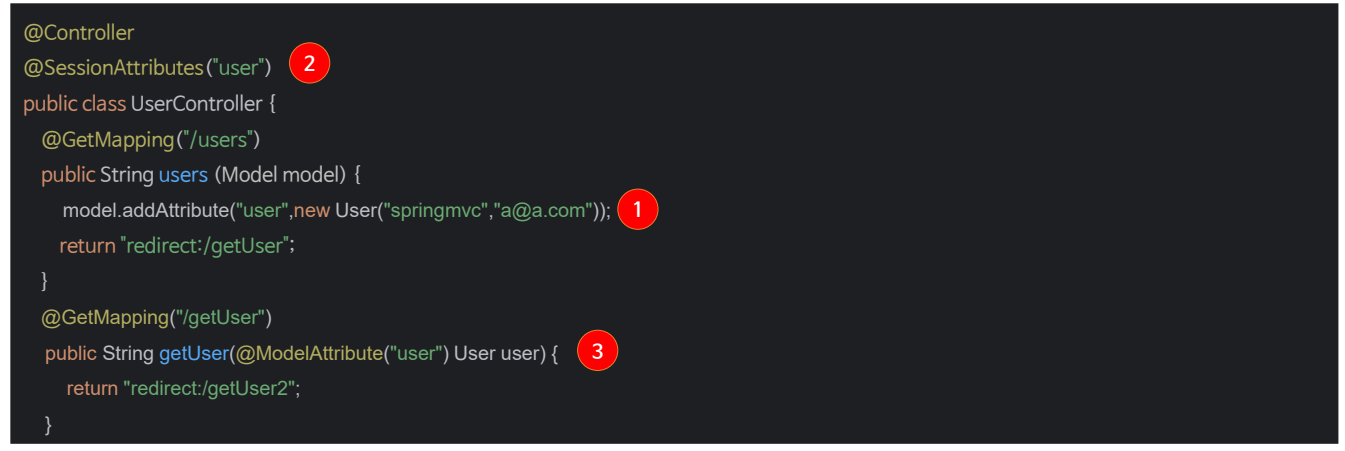 @Controller
@SessionAttributes("user") 2
public class UserController {
@GetMapping("/users")
public String users (Model model) {
model.addAttribute("user",new User("springmvc","a@a.com")); 1
return "redirect:/getUser";
}
@GetMapping("/getUser")
public String getUser(@ModelAttribute("user") User user) { 3
return "redirect:/getUser2";
}